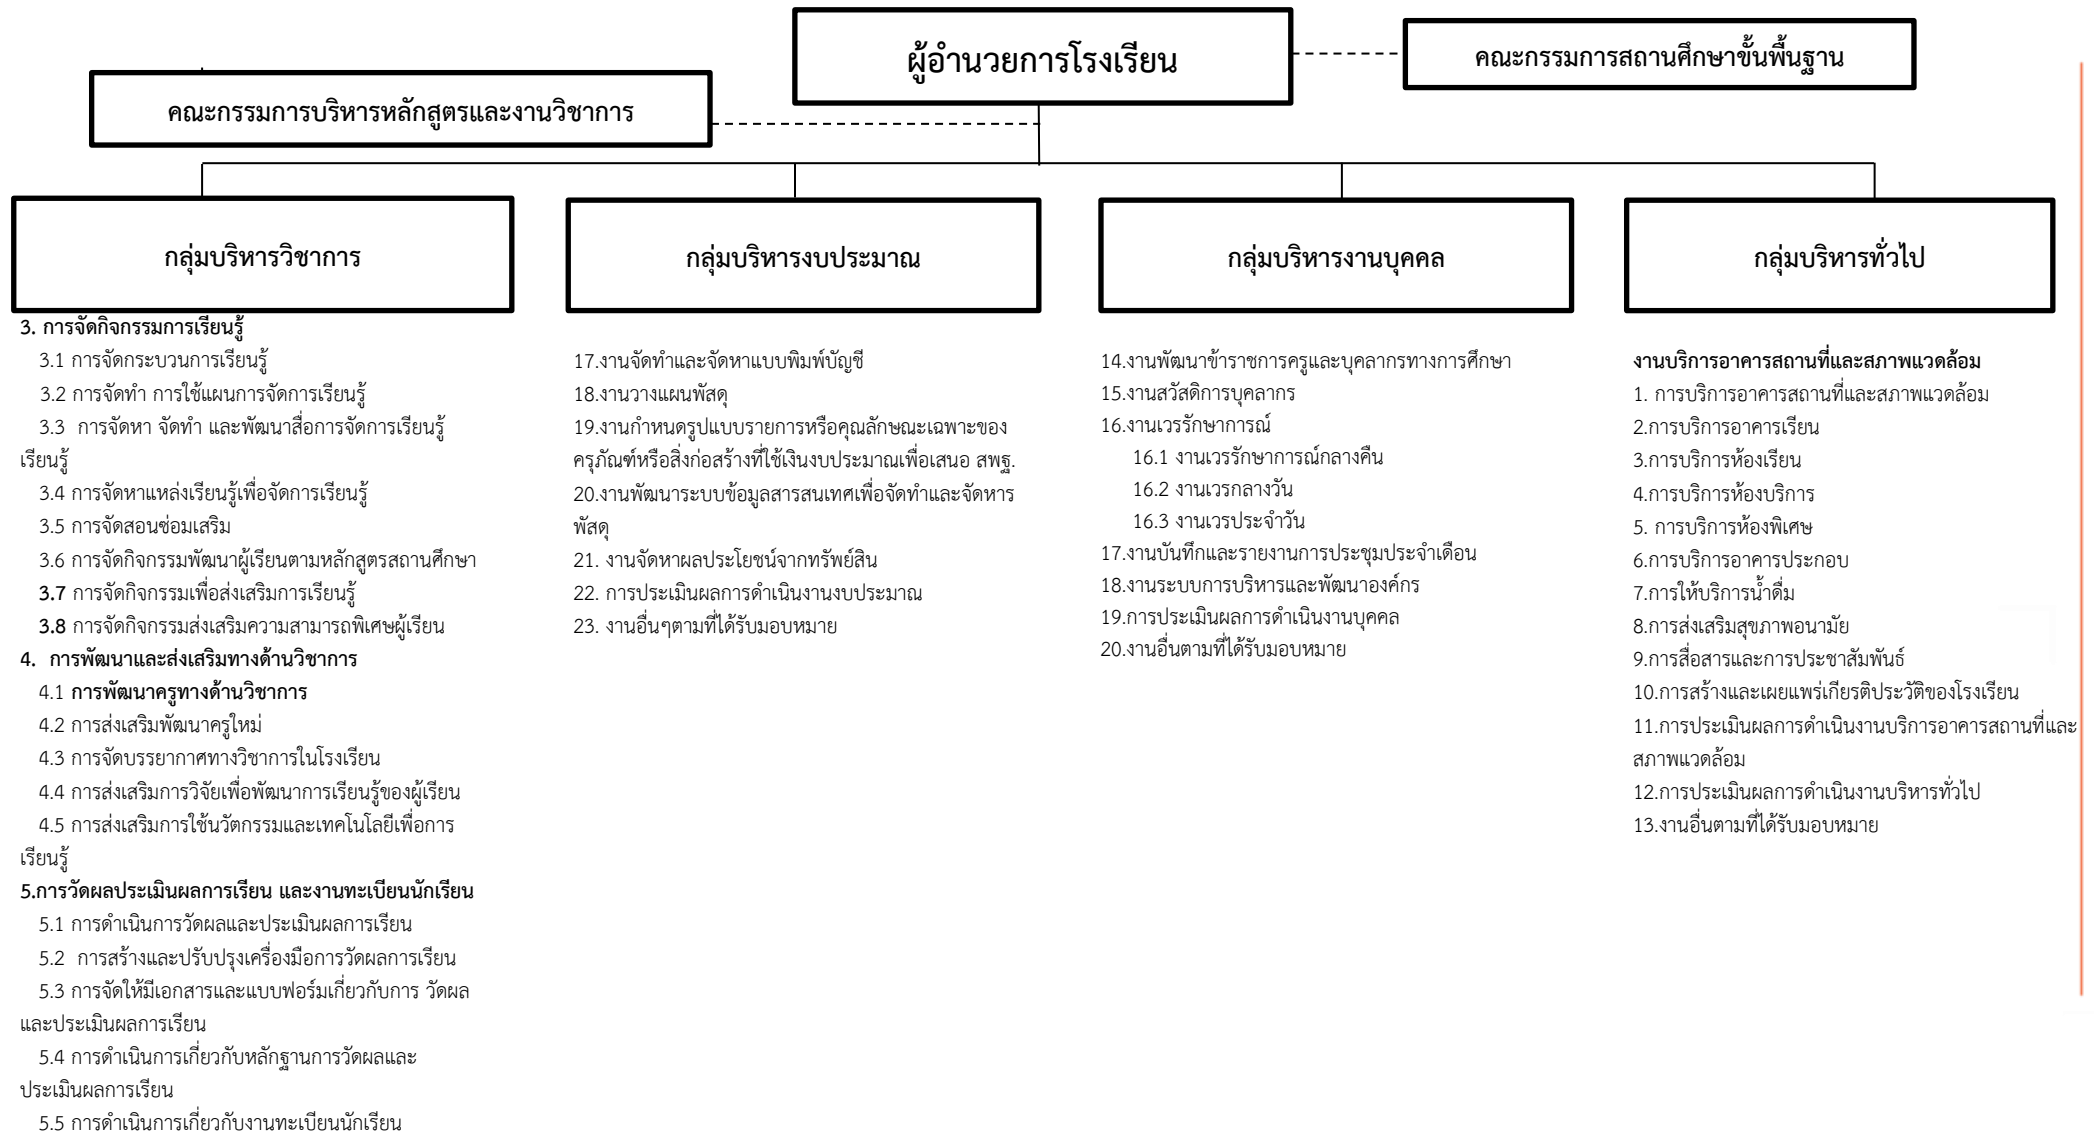 ผู้อำนวยการโรงเรียน
คณะกรรมการสถานศึกษาขั้นพื้นฐาน
คณะกรรมการบริหารหลักสูตรและงานวิชาการ
กลุ่มบริหารวิชาการ
กลุ่มบริหารงบประมาณ
กลุ่มบริหารงานบุคคล
กลุ่มบริหารทั่วไป
3. การจัดกิจกรรมการเรียนรู้
3.1 การจัดกระบวนการเรียนรู้
3.2 การจัดทำ การใช้แผนการจัดการเรียนรู้
3.3 การจัดหา จัดทำ และพัฒนาสื่อการจัดการเรียนรู้
เรียนรู้
3.4 การจัดหาแหล่งเรียนรู้เพื่อจัดการเรียนรู้
3.5 การจัดสอนซ่อมเสริม
3.6 การจัดกิจกรรมพัฒนาผู้เรียนตามหลักสูตรสถานศึกษา
3.7 การจัดกิจกรรมเพื่อส่งเสริมการเรียนรู้
3.8 การจัดกิจกรรมส่งเสริมความสามารถพิเศษผู้เรียน
4. การพัฒนาและส่งเสริมทางด้านวิชาการ
4.1 การพัฒนาครูทางด้านวิชาการ
4.2 การส่งเสริมพัฒนาครูใหม่
4.3 การจัดบรรยากาศทางวิชาการในโรงเรียน
4.4 การส่งเสริมการวิจัยเพื่อพัฒนาการเรียนรู้ของผู้เรียน
4.5 การส่งเสริมการใช้นวัตกรรมและเทคโนโลยีเพื่อการ
เรียนรู้
5.การวัดผลประเมินผลการเรียน และงานทะเบียนนักเรียน
5.1 การดำเนินการวัดผลและประเมินผลการเรียน
5.2 การสร้างและปรับปรุงเครื่องมือการวัดผลการเรียน
5.3 การจัดให้มีเอกสารและแบบฟอร์มเกี่ยวกับการ วัดผล
และประเมินผลการเรียน
5.4 การดำเนินการเกี่ยวกับหลักฐานการวัดผลและ
ประเมินผลการเรียน
5.5 การดำเนินการเกี่ยวกับงานทะเบียนนักเรียน
17.งานจัดทำและจัดหาแบบพิมพ์บัญชี
18.งานวางแผนพัสดุ
19.งานกำหนดรูปแบบรายการหรือคุณลักษณะเฉพาะของ
ครุภัณฑ์หรือสิ่งก่อสร้างที่ใช้เงินงบประมาณเพื่อเสนอ สพฐ.
20.งานพัฒนาระบบข้อมูลสารสนเทศเพื่อจัดทำและจัดหาร
พัสดุ
21. งานจัดหาผลประโยชน์จากทรัพย์สิน
22. การประเมินผลการดำเนินงานงบประมาณ
23. งานอื่นๆตามที่ได้รับมอบหมาย
14.งานพัฒนาข้าราชการครูและบุคลากรทางการศึกษา
15.งานสวัสดิการบุคลากร
16.งานเวรรักษาการณ์
16.1 งานเวรรักษาการณ์กลางคืน
16.2 งานเวรกลางวัน
16.3 งานเวรประจำวัน
17.งานบันทึกและรายงานการประชุมประจำเดือน
18.งานระบบการบริหารและพัฒนาองค์กร
19.การประเมินผลการดำเนินงานบุคคล
20.งานอื่นตามที่ได้รับมอบหมาย
งานบริการอาคารสถานที่และสภาพแวดล้อม
1. การบริการอาคารสถานที่และสภาพแวดล้อม
2.การบริการอาคารเรียน
3.การบริการห้องเรียน
4.การบริการห้องบริการ
5. การบริการห้องพิเศษ
6.การบริการอาคารประกอบ
7.การให้บริการน้ำดื่ม
8.การส่งเสริมสุขภาพอนามัย
9.การสื่อสารและการประชาสัมพันธ์
10.การสร้างและเผยแพร่เกียรติประวัติของโรงเรียน
11.การประเมินผลการดำเนินงานบริการอาคารสถานที่และ
สภาพแวดล้อม
12.การประเมินผลการดำเนินงานบริหารทั่วไป
13.งานอื่นตามที่ได้รับมอบหมาย